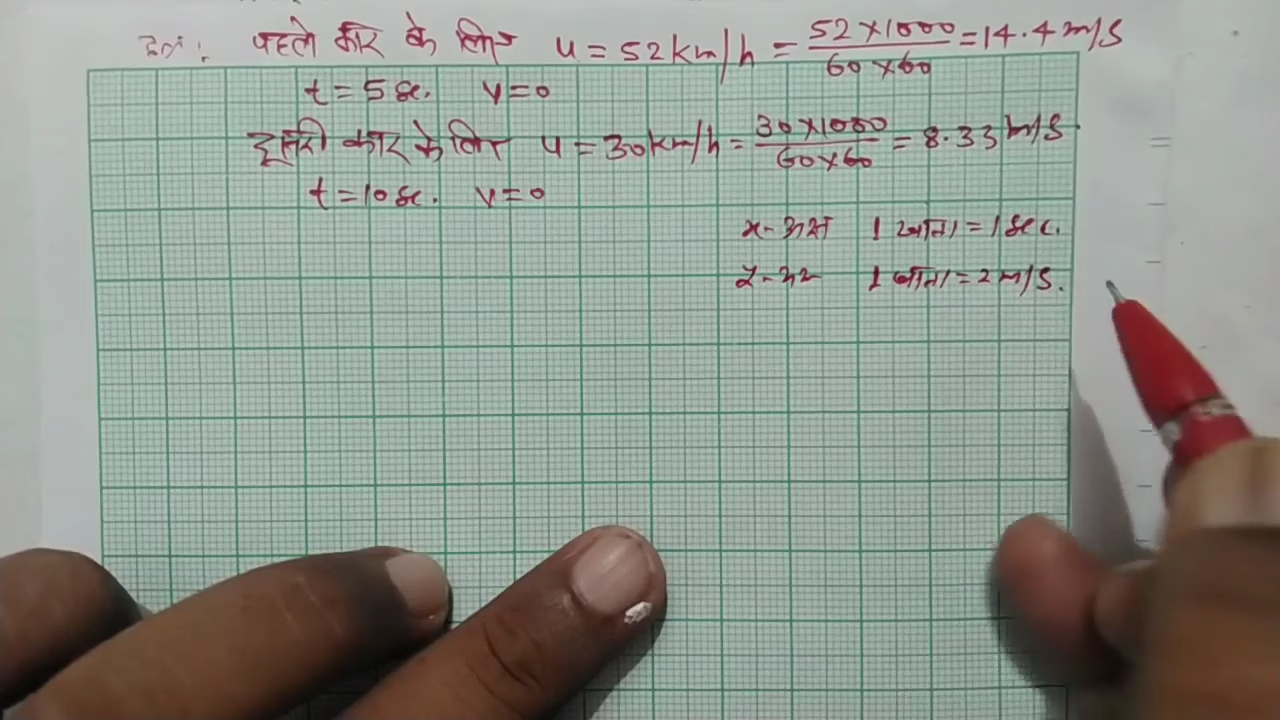 हल: पहले कार के लिए u = 52 km/h = 52×1000 / 60×60 = 14.4 m/s
t = 5 sec. v = 0
दूसरी कार के लिए u = 30 km/h = 30×1000 / 60×60 = 8.33 m/s.
t = 10 sec. v = 0
x-अक्ष 1 खाना = 1 sec.
y-अक्ष 1 खाना = 2 m/s.